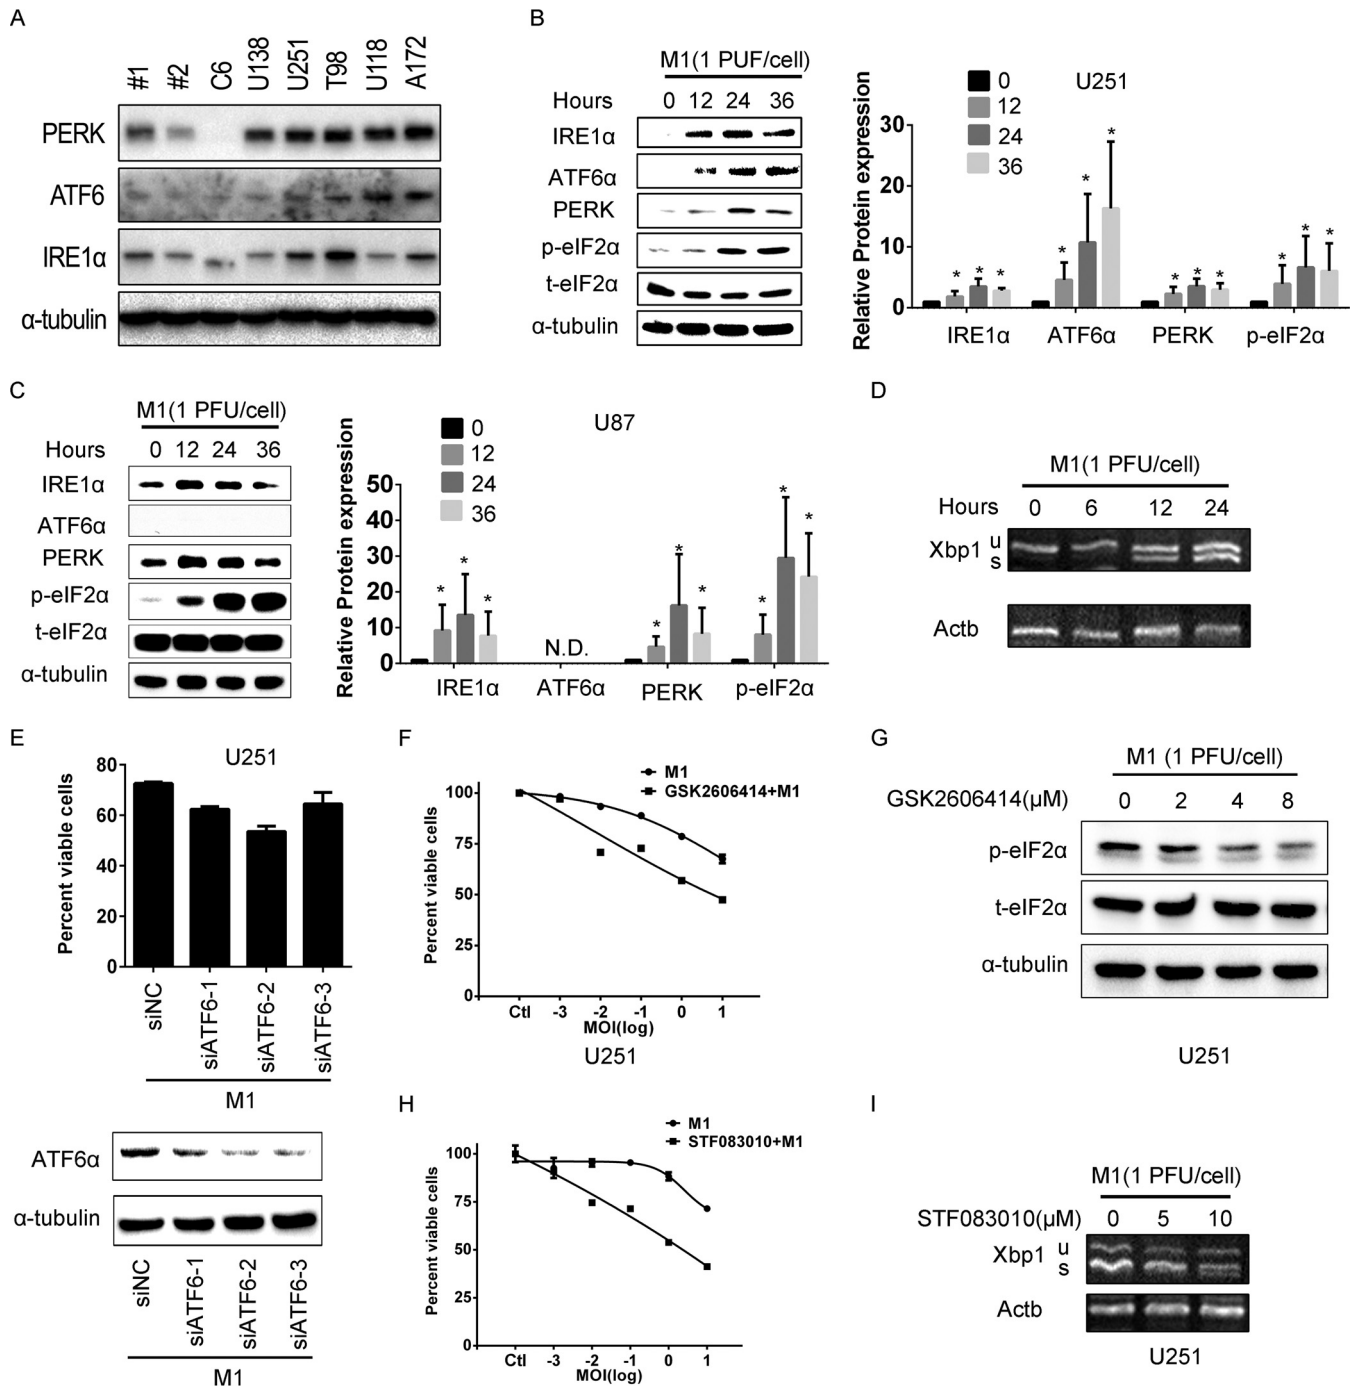 A
#1 #2 C6 U138 U251 T98 U118 A172
PERK
ATF6
IRE1α
α-tubulin
B
M1(1 PUF/cell)
Hours 0 12 24 36
IRE1α
ATF6α
PERK
p-eIF2α
t-eIF2α
α-tubulin
U251
0
12
24
36
Relative Protein expression
30
20
10
0
* * * * * * * * * * * *
IRE1α ATF6α PERK p-eIF2α
C
M1(1 PFU/cell)
Hours 0 12 24 36
IRE1α
ATF6α
PERK
p-eIF2α
t-eIF2α
α-tubulin
U87
0
12
24
36
Relative Protein expression
50
40
30
20
10
0
* * * * * * * * *
N.D.
IRE1α ATF6α PERK p-eIF2α
D
M1(1 PFU/cell)
Hours 0 6 12 24
Xbp1 u
s
Actb
E
U251
Percent viable cells
80
60
40
20
0
siNC siATF6-1 siATF6-2 siATF6-3
M1
ATF6α
α-tubulin
siNC siATF6-1 siATF6-2 siATF6-3
M1
F
M1
GSK2606414+M1
Percent viable cells
100
75
50
25
0
Ctl -3 -2 -1 0 1
MOI(log)
U251
G
M1 (1 PFU/cell)
GSK2606414(μM) 0 2 4 8
p-eIF2α
t-eIF2α
α-tubulin
U251
H
M1
STF083010+M1
Percent viable cells
100
75
50
25
0
Ctl -3 -2 -1 0 1
MOI(log)
I
M1(1 PFU/cell)
STF083010(μM) 0 5 10
Xbp1 u
s
Actb
U251